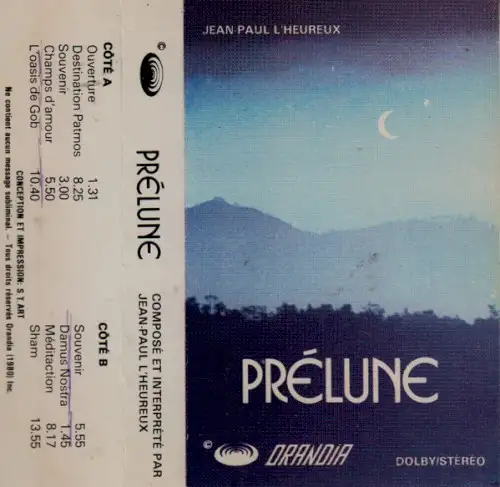 CÔTÉ A
Ouverture 1.31
Destination Patmos 8.25
Souvenir 3.00
Champs d'amour 5.50
L'oasis de Gob 10.40
CÔTÉ B
Souvenir 5.55
Damus Nostra 1.45
Méditaction 8.17
Sham 13.55
CONCEPTION ET IMPRESSION: S.T.ART
Ne contient aucun message subliminal. – Tous droits réservés Orandia (1980) Inc.
©
PRÉLUNE
COMPOSÉ ET INTERPRÉTÉ PAR
JEAN-PAUL L'HEUREUX
JEAN-PAUL L'HEUREUX
PRÉLUNE
© ORANDIA
DOLBY/STÉRÉO